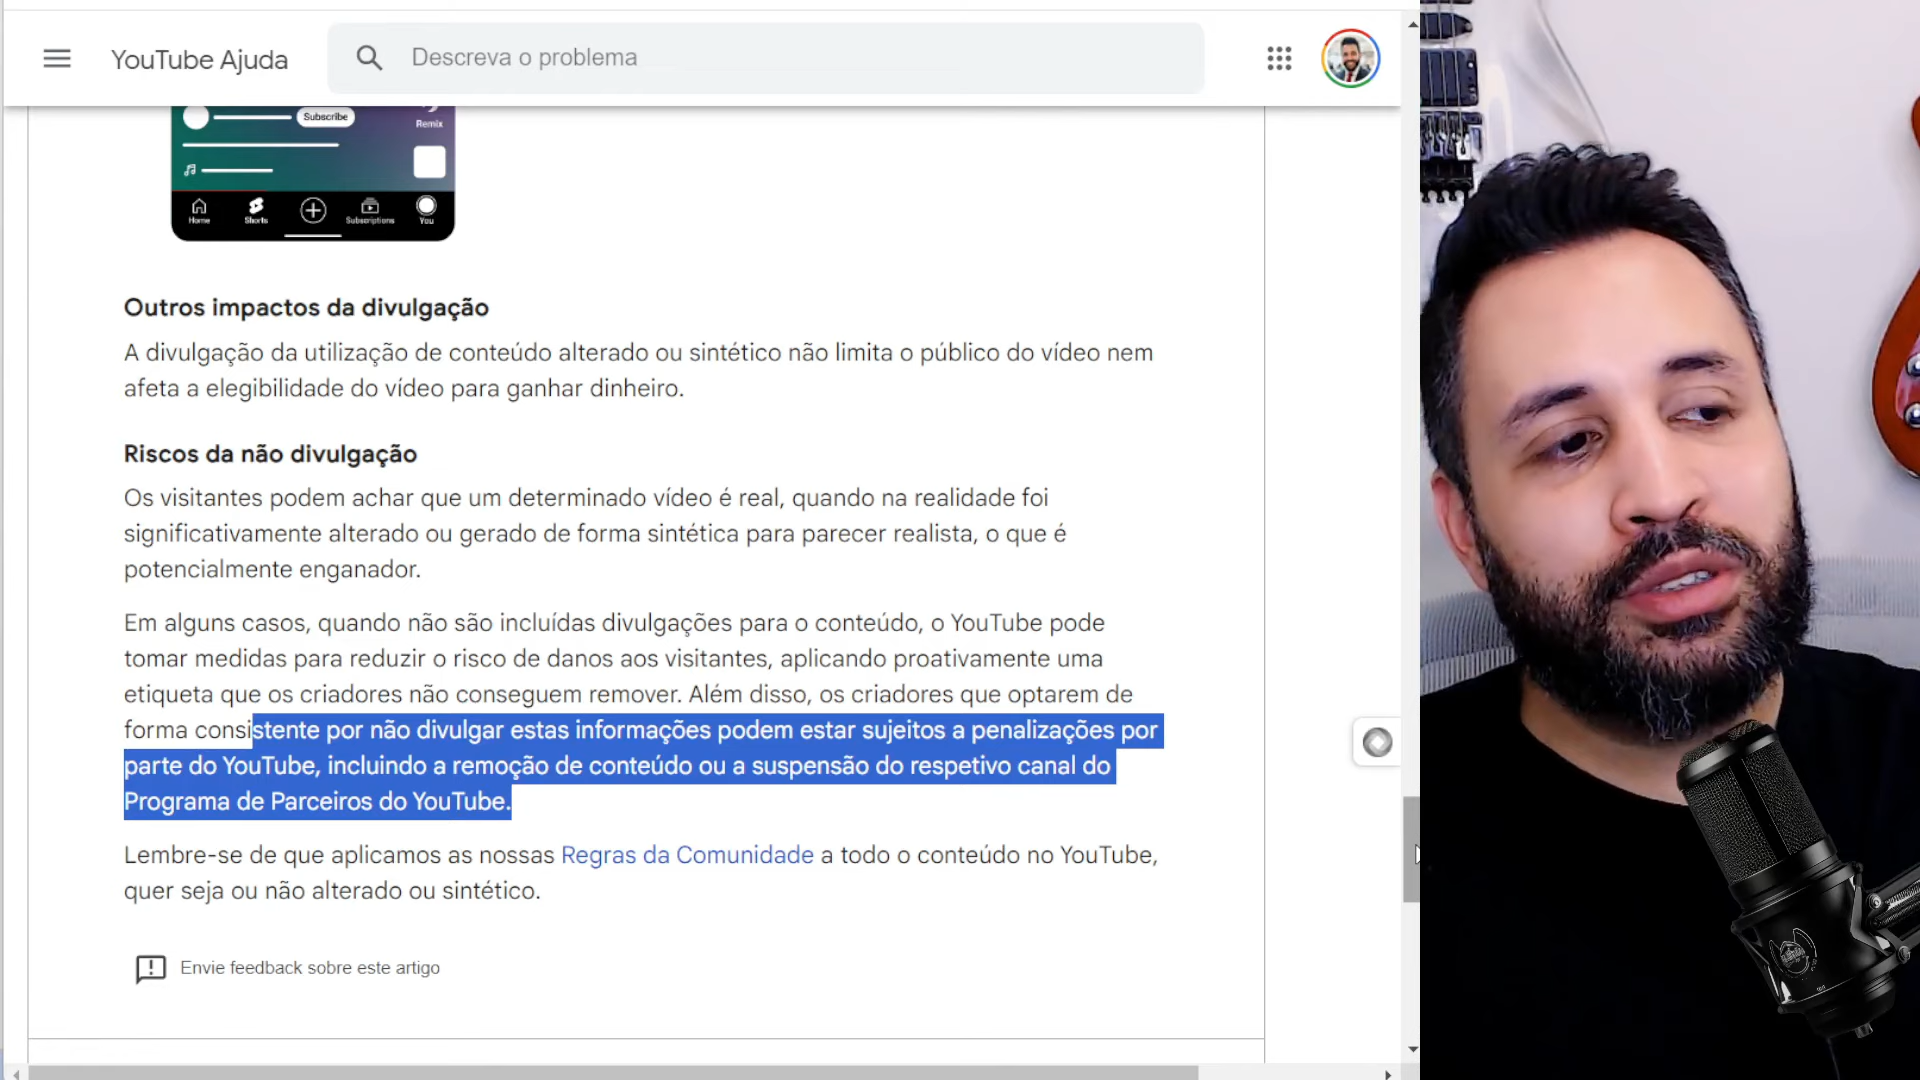 YouTube Ajuda
Descreva o problema
Subscribe
Remix
Home
Shorts
Subscriptions
You
Outros impactos da divulgação
A divulgação da utilização de conteúdo alterado ou sintético não limita o público do vídeo nem
afeta a elegibilidade do vídeo para ganhar dinheiro.
Riscos da não divulgação
Os visitantes podem achar que um determinado vídeo é real, quando na realidade foi
significativamente alterado ou gerado de forma sintética para parecer realista, o que é
potencialmente enganador.
Em alguns casos, quando não são incluídas divulgações para o conteúdo, o YouTube pode
tomar medidas para reduzir o risco de danos aos visitantes, aplicando proativamente uma
etiqueta que os criadores não conseguem remover. Além disso, os criadores que optarem de
forma consistente por não divulgar estas informações podem estar sujeitos a penalizações por
parte do YouTube, incluindo a remoção de conteúdo ou a suspensão do respetivo canal do
Programa de Parceiros do YouTube.
Lembre-se de que aplicamos as nossas Regras da Comunidade a todo o conteúdo no YouTube,
quer seja ou não alterado ou sintético.
Envie feedback sobre este artigo